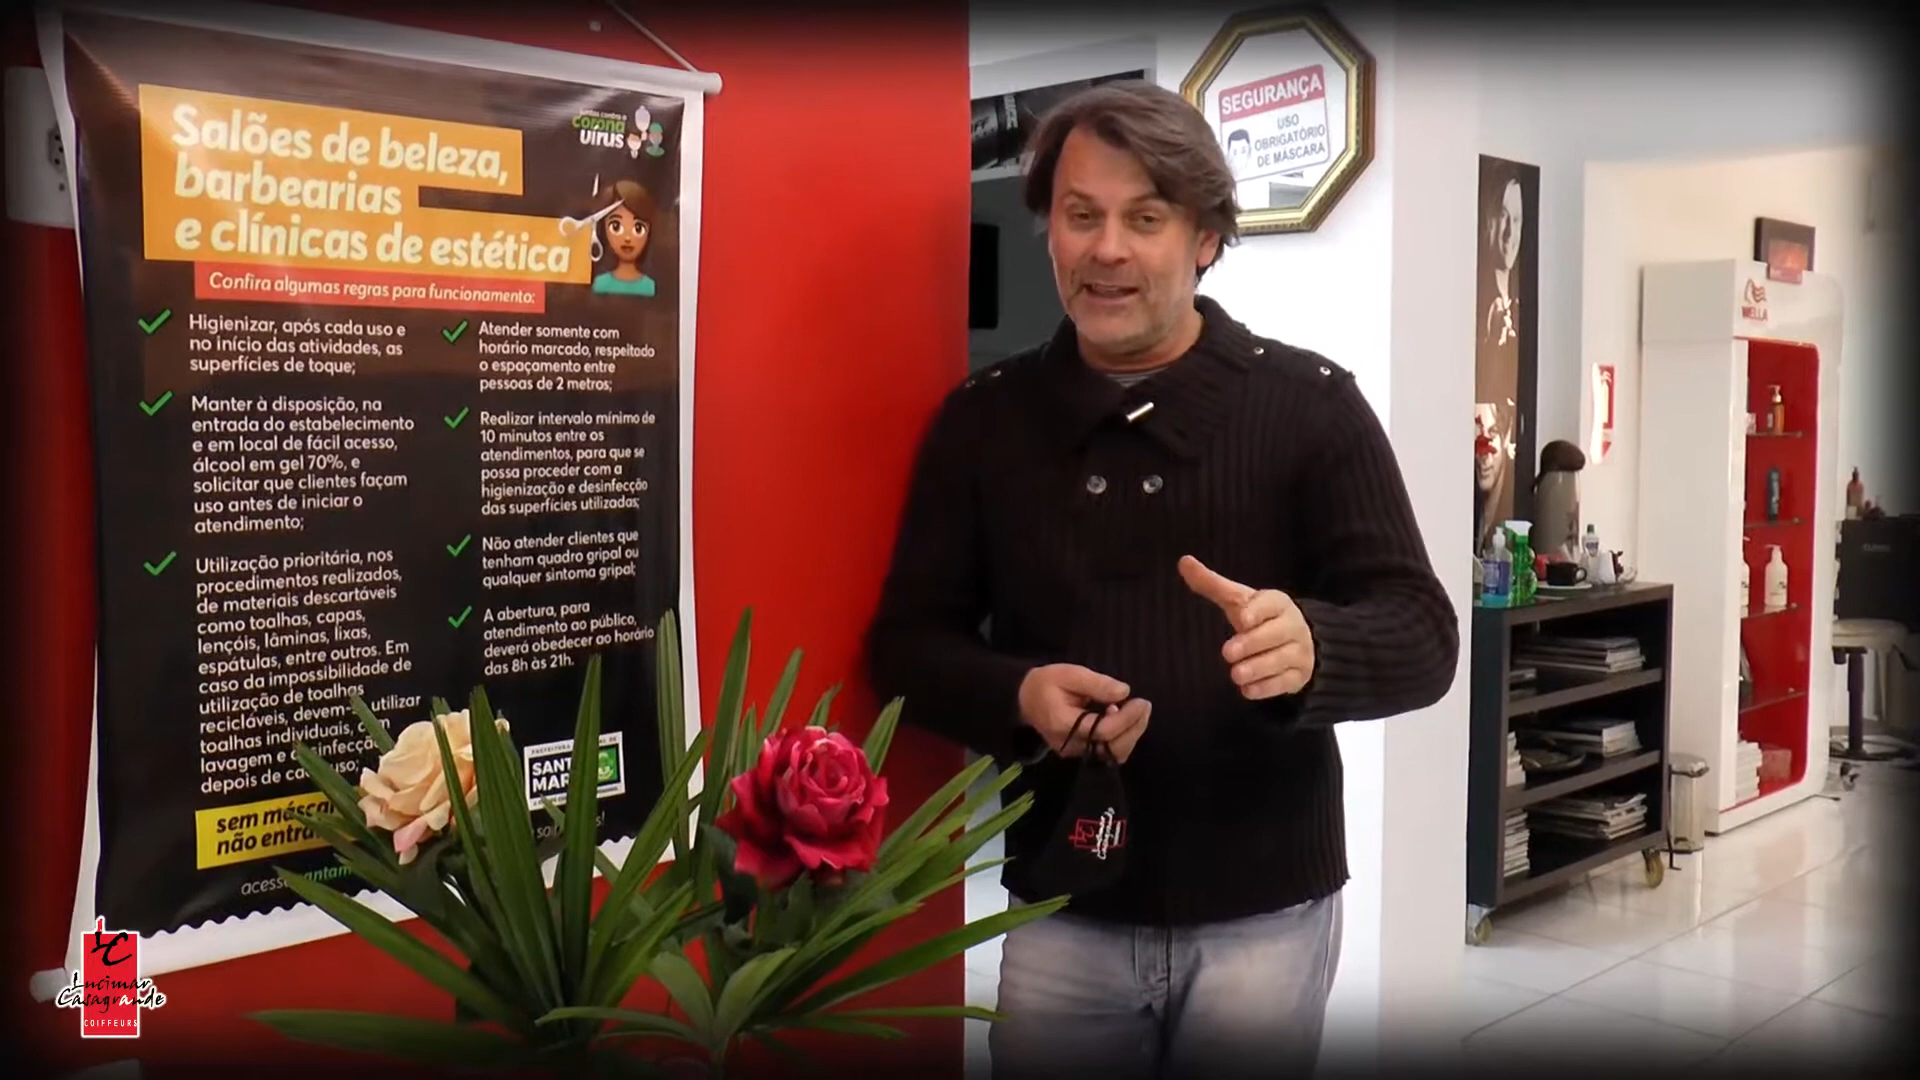 Juntos contra o
corona
vírus
Salões de beleza,
barbearias
e clínicas de estética
Confira algumas regras para funcionamento:
Higienizar, após cada uso e
no início das atividades, as
superfícies de toque;
Manter à disposição, na
entrada do estabelecimento
e em local de fácil acesso,
álcool em gel 70%, e
solicitar que clientes façam
uso antes de iniciar o
atendimento;
Utilização prioritária, nos
procedimentos realizados,
de materiais descartáveis
como toalhas, capas,
lençóis, lâminas, lixas,
espátulas, entre outros. Em
caso da impossibilidade de
utilização de toalhas
recicláveis, devem- utilizar
toalhas individuais,
lavagem e
depois de uso;
Atender somente com
horário marcado, respeitado
o espaçamento entre
pessoas de 2 metros;
Realizar intervalo mínimo de
10 minutos entre os
atendimentos, para que se
possa proceder com a
higienização e desinfecção
das superfícies utilizadas;
Não atender clientes que
tenham quadro gripal ou
qualquer sintoma gripal;
A abertura, para
atendimento ao público,
deverá obedecer ao horário
das 8h às 21h.
sem
não
SEGURANÇA
USO
OBRIGATÓRIO
DE MÁSCARA
WELLA
LC
Lucimar
Casagrande
Lucimar
Casagrande
COIFFEURS